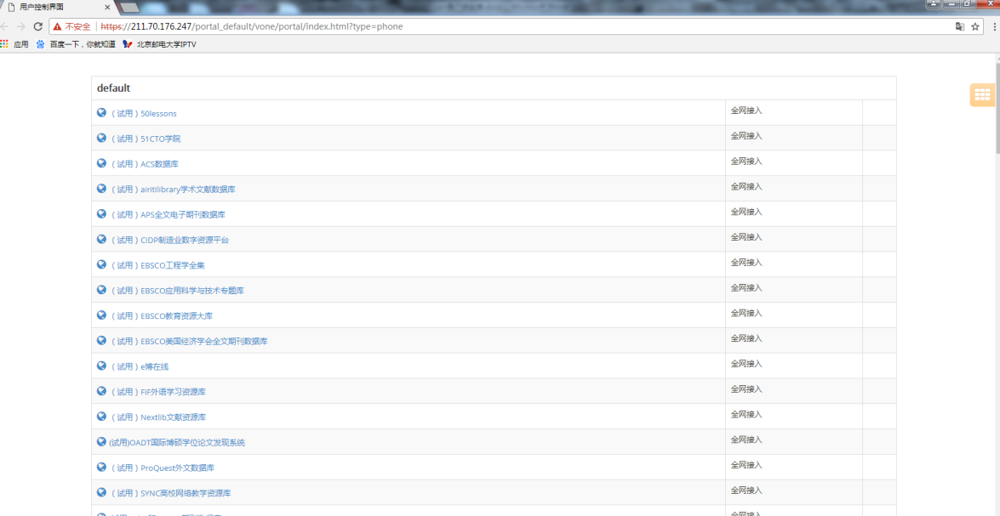 用户控制界面
不安全 | https://211.70.176.247/portal_default/vone/portal/index.html?type=phone
应用 百度一下，你就知道 北京邮电大学IPTV
default
（试用）50lessons 全网接入
（试用）51CTO学院 全网接入
（试用）ACS数据库 全网接入
（试用）airitilibrary学术文献数据库 全网接入
（试用）APS全文电子期刊数据库 全网接入
（试用）CIDP制造业数字资源平台 全网接入
（试用）EBSCO工程学全集 全网接入
（试用）EBSCO应用科学与技术专题库 全网接入
（试用）EBSCO教育资源大库 全网接入
（试用）EBSCO美国经济学会全文期刊数据库 全网接入
（试用）e博在线 全网接入
（试用）FiF外语学习资源库 全网接入
（试用）Nextlib文献资源库 全网接入
(试用)OADT国际博硕学位论文发现系统 全网接入
（试用）ProQuest外文数据库 全网接入
（试用）SYNC高校网络教学资源库 全网接入